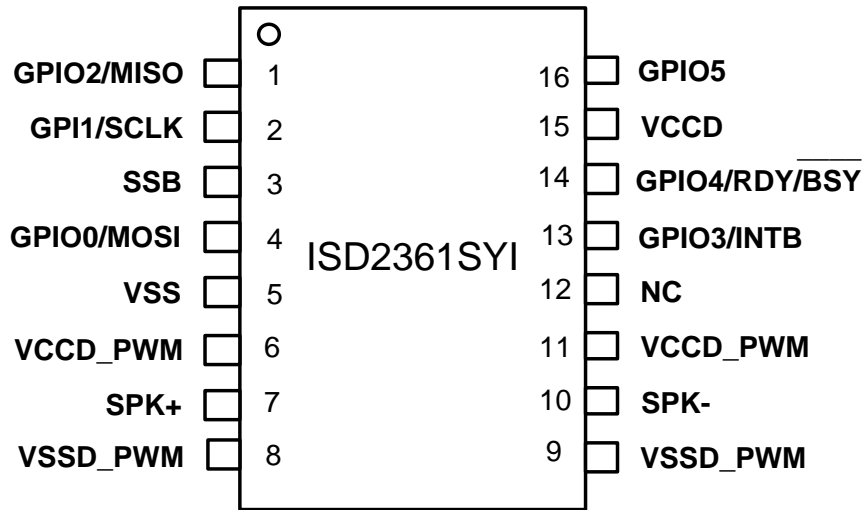 GPIO2/MISO 1 16 GPIO5
GPI1/SCLK 2 15 VCCD
SSB 3 14 GPIO4/RDY/BSY
GPIO0/MOSI 4 13 GPIO3/INTB
ISD2361SYI
VSS 5 12 NC
VCCD_PWM 6 11 VCCD_PWM
SPK+ 7 10 SPK-
VSSD_PWM 8 9 VSSD_PWM